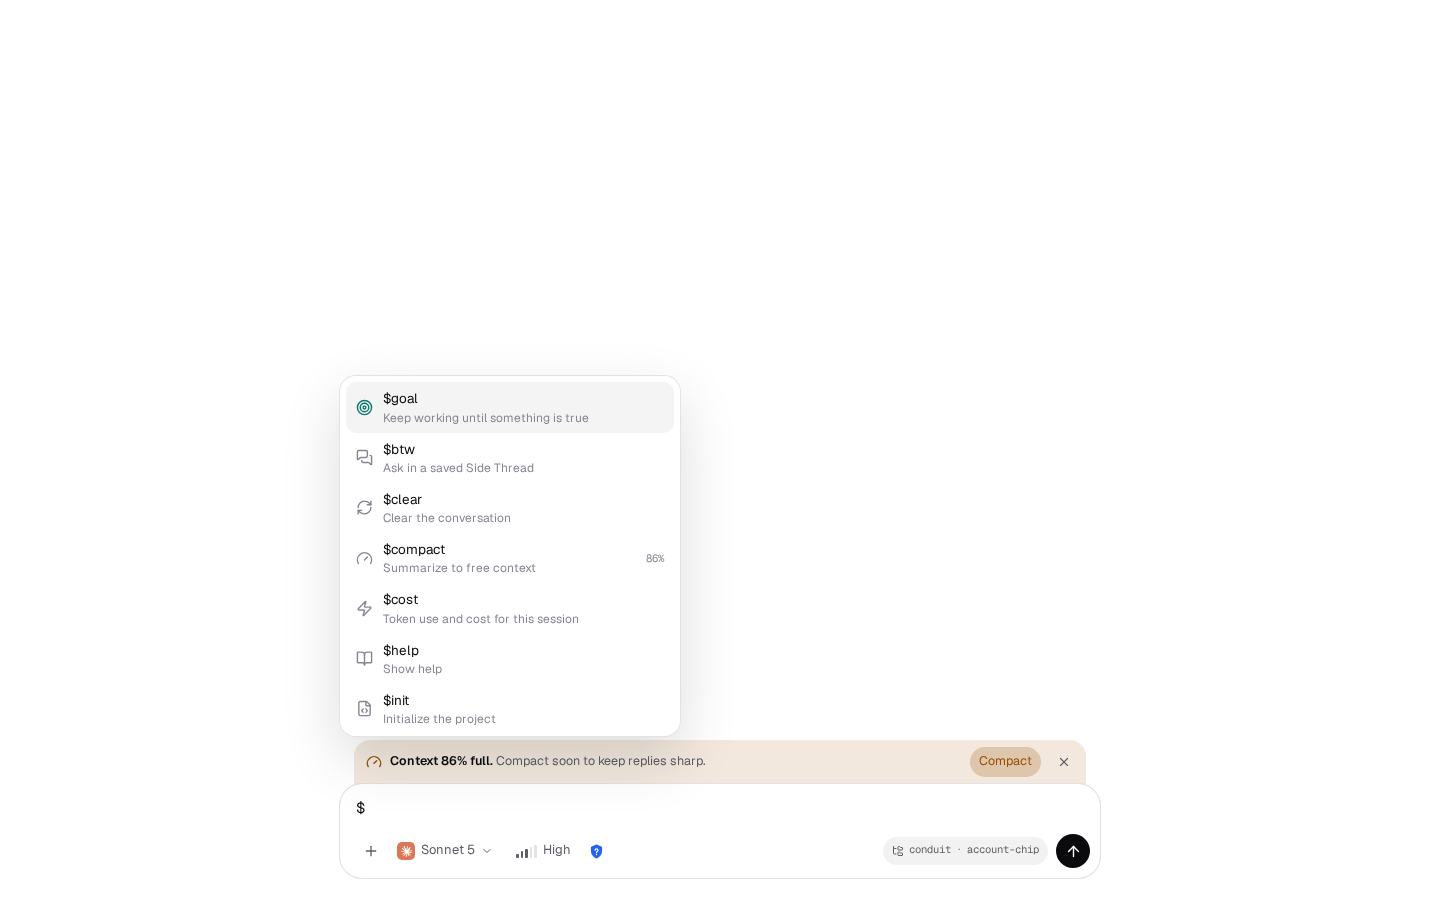 $goal
Keep working until something is true
$btw
Ask in a saved Side Thread
$clear
Clear the conversation
$compact
Summarize to free context
86%
$cost
Token use and cost for this session
$help
Show help
$init
Initialize the project
Context 86% full. Compact soon to keep replies sharp.
Compact
$
Sonnet 5
High
conduit · account-chip